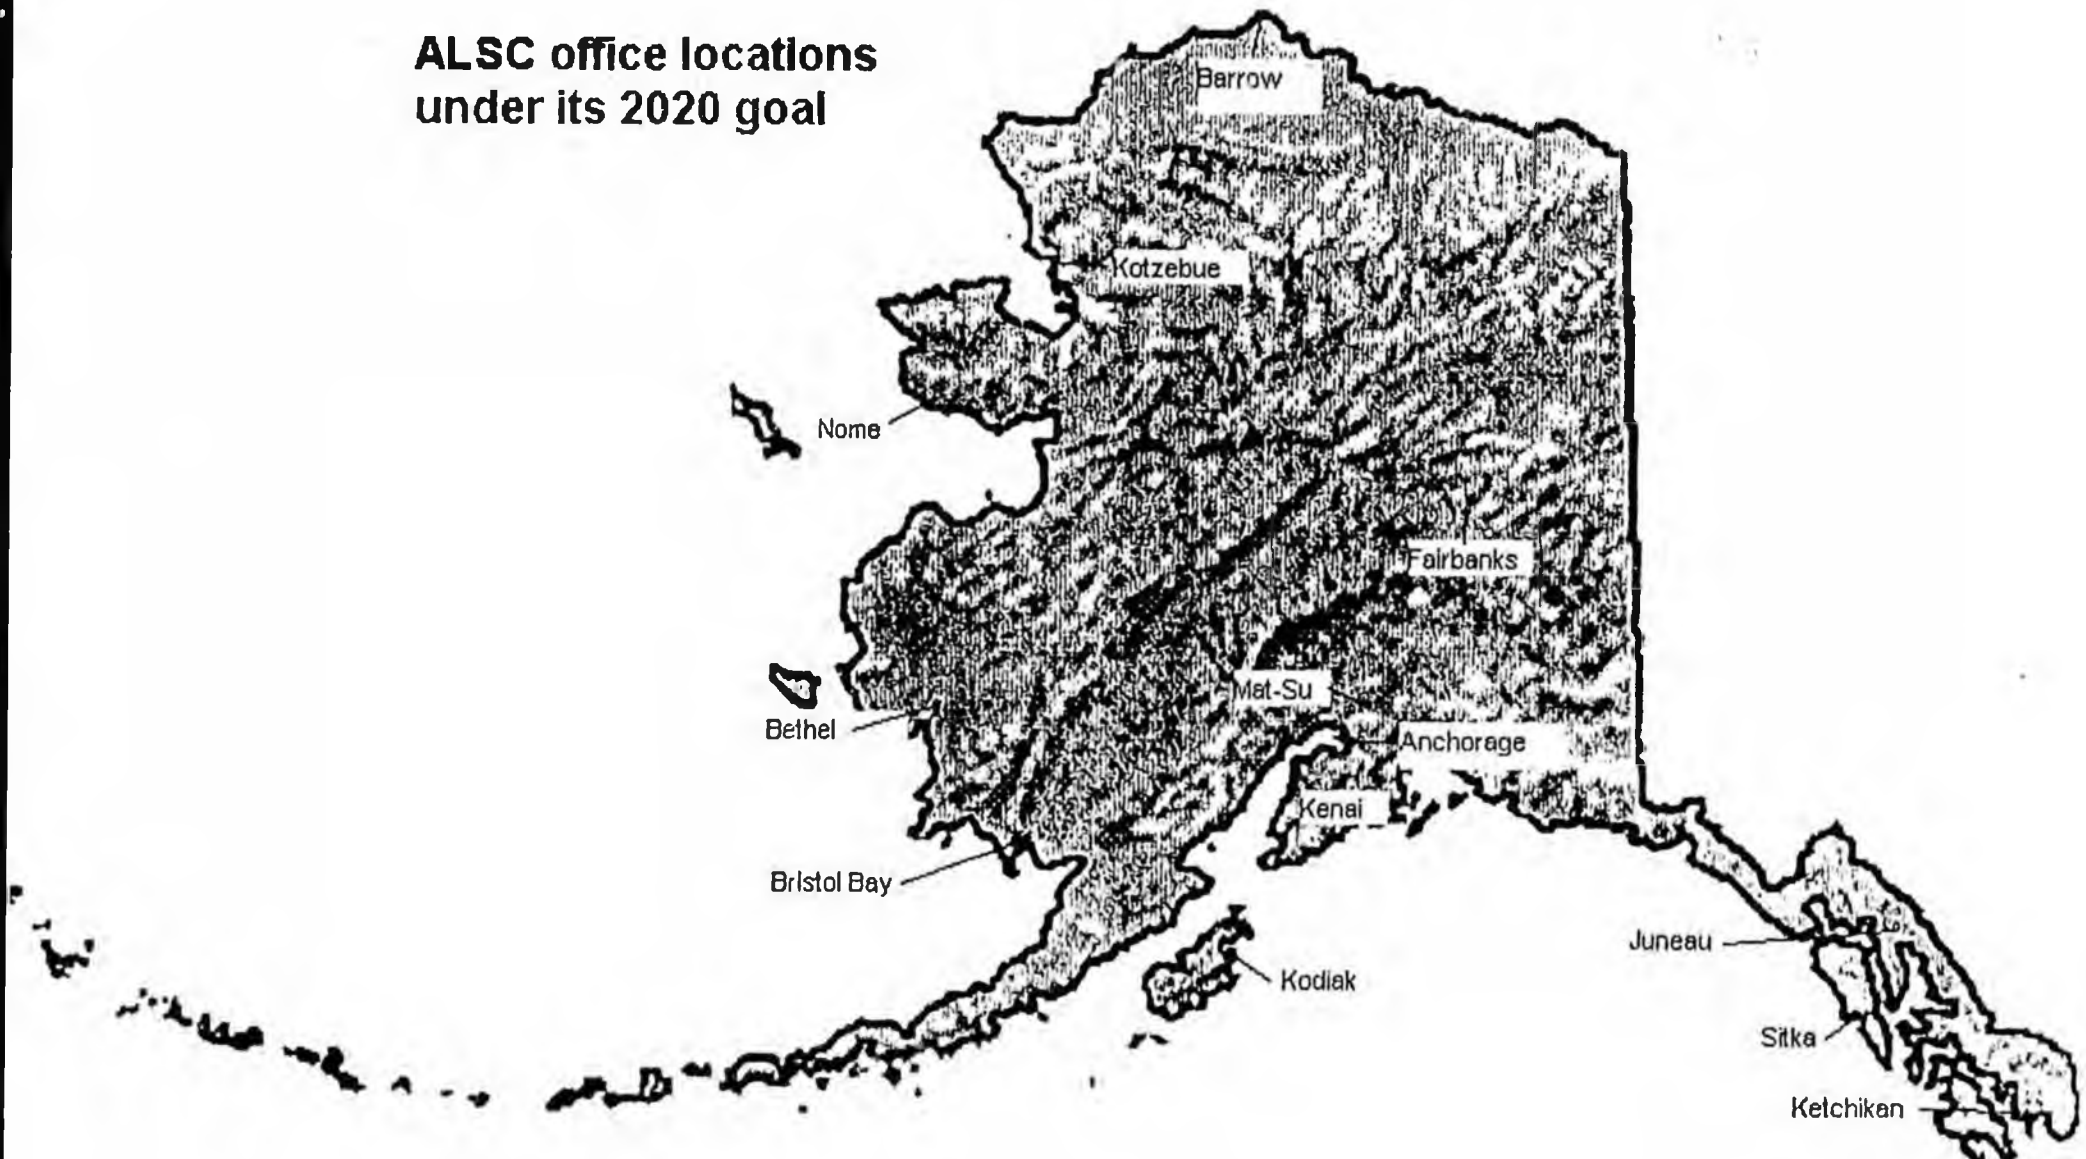 ALSC office locations
under its 2020 goal
Barrow
Kotzebue
Nome
Fairbanks
Mat-Su
Bethel
Anchorage
Kenai
Bristol Bay
Juneau
Kodiak
Sitka
Ketchikan